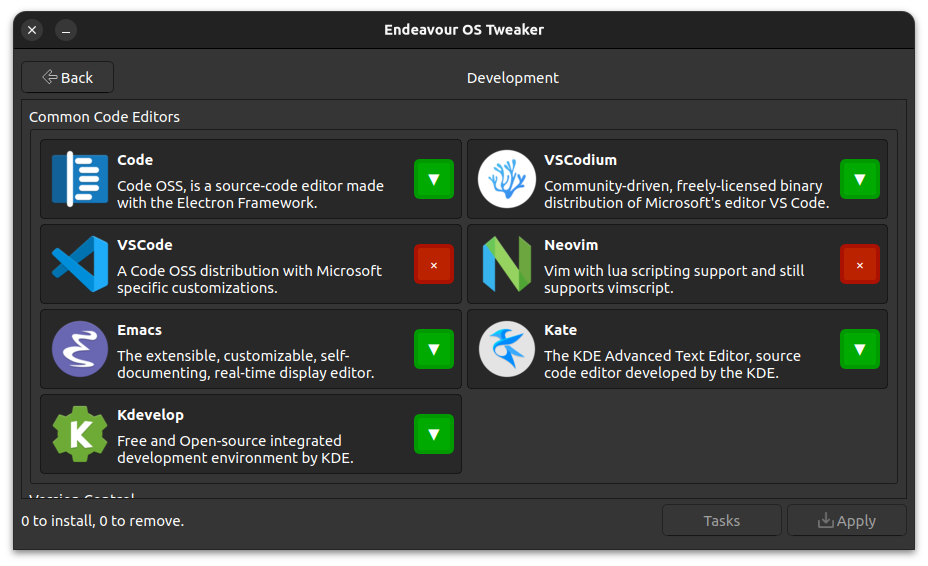 Endeavour OS Tweaker
Back
Development
Common Code Editors
Code
Code OSS, is a source-code editor made
with the Electron Framework.
VSCodium
Community-driven, freely-licensed binary
distribution of Microsoft's editor VS Code.
VSCode
A Code OSS distribution with Microsoft
specific customizations.
Neovim
Vim with lua scripting support and still
supports vimscript.
Emacs
The extensible, customizable, self-
documenting, real-time display editor.
Kate
The KDE Advanced Text Editor, source
code editor developed by the KDE.
Kdevelop
Free and Open-source integrated
development environment by KDE.
Version Control
0 to install, 0 to remove.
Tasks
Apply